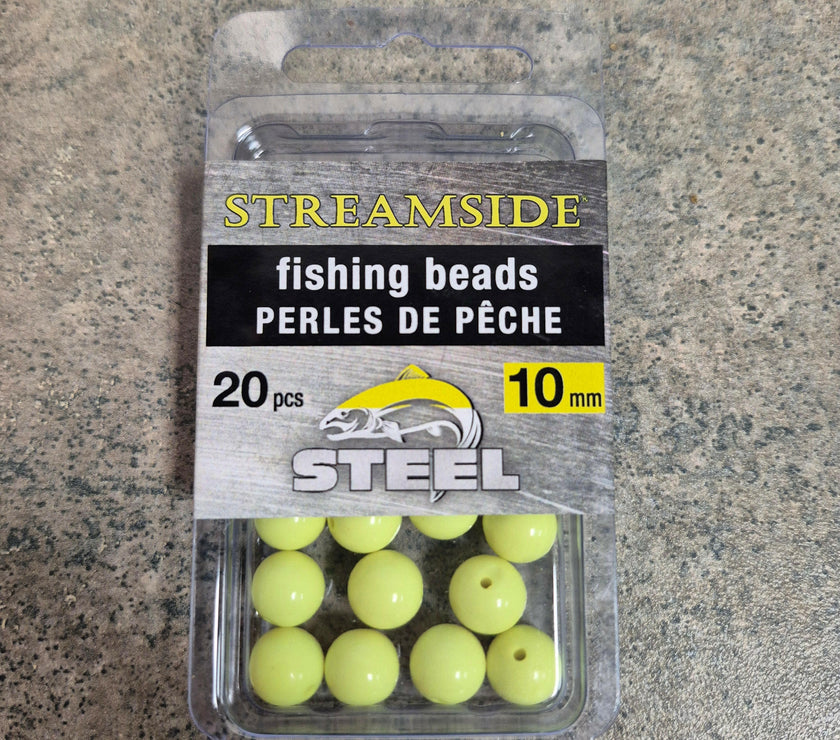 STREAMSIDE
fishing beads
PERLES DE PÊCHE
20 pcs
10 mm
STEEL